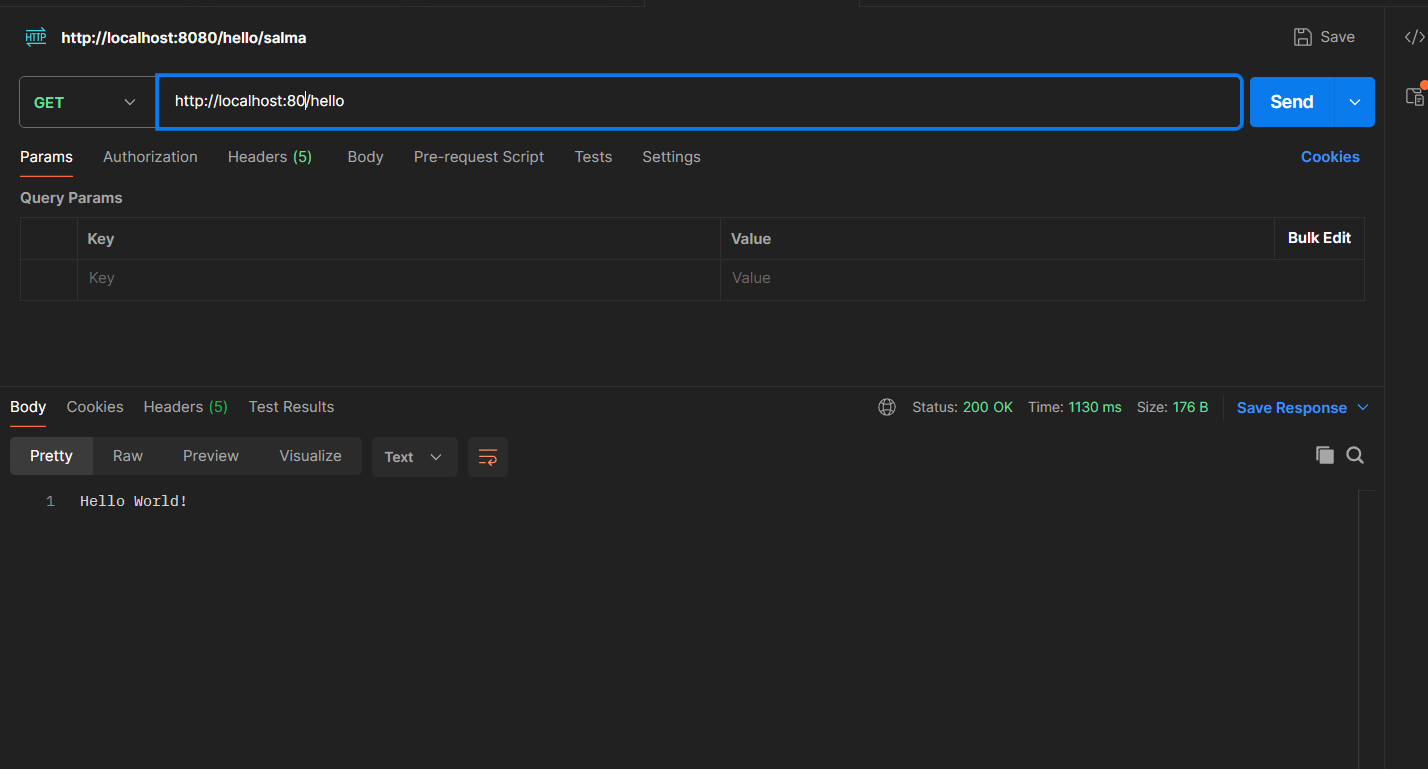 HTTP http://localhost:8080/hello/salma Save </>
GET http://localhost:80/hello Send
Params Authorization Headers (5) Body Pre-request Script Tests Settings Cookies
Query Params
Key Value Bulk Edit
Key Value
Body Cookies Headers (5) Test Results Status: 200 OK Time: 1130 ms Size: 176 B Save Response
Pretty Raw Preview Visualize Text
1 Hello World!